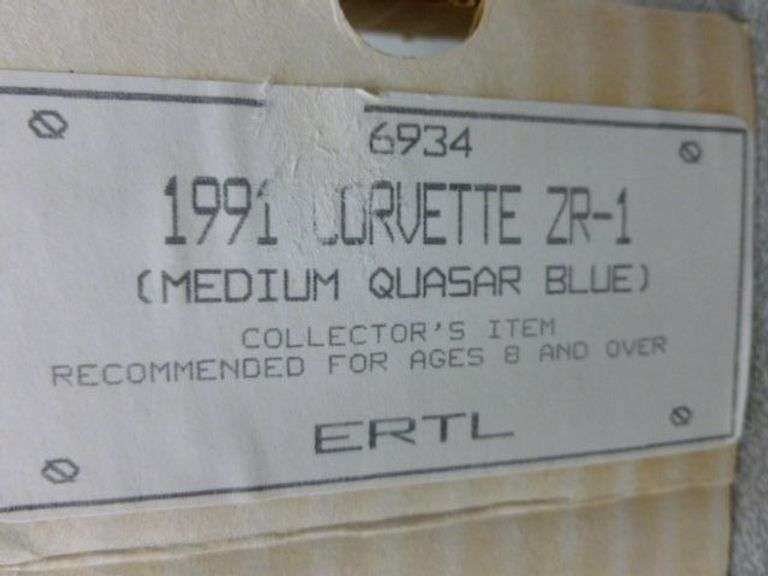 6934
1991 CORVETTE ZR-1
(MEDIUM QUASAR BLUE)
COLLECTOR'S ITEM
RECOMMENDED FOR AGES 8 AND OVER
ERTL